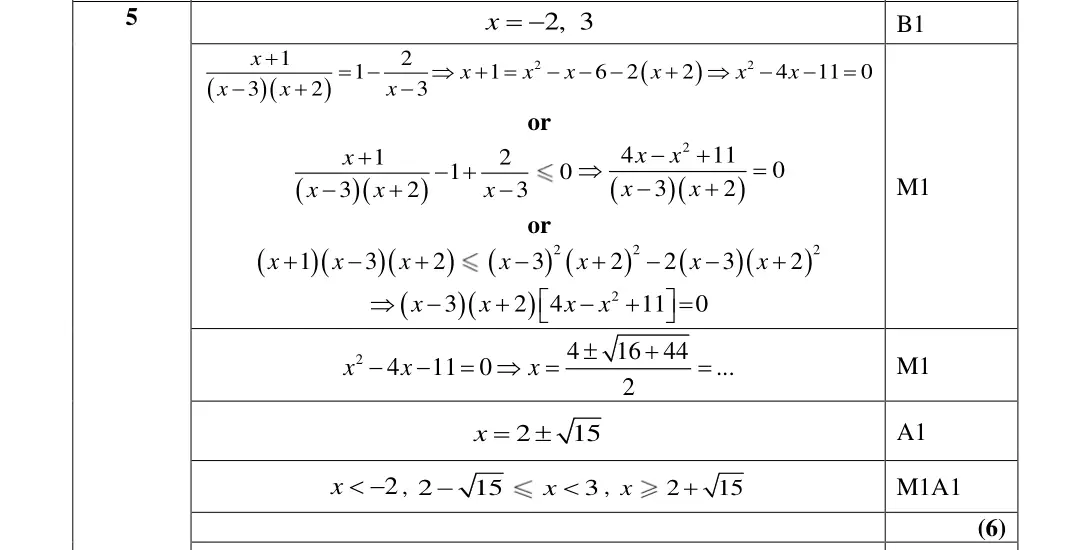 5
x = −2, 3 B1
(x+1)/((x−3)(x+2)) = 1 − 2/(x−3) ⇒ x+1 = x² − x − 6 − 2(x+2) ⇒ x² − 4x − 11 = 0
or
(x+1)/((x−3)(x+2)) − 1 + 2/(x−3) ⩽ 0 ⇒ (4x − x² + 11)/((x−3)(x+2)) = 0
M1
or
(x+1)(x−3)(x+2) ⩽ (x−3)²(x+2)² − 2(x−3)(x+2)²
⇒ (x−3)(x+2)[4x − x² + 11] = 0
x² − 4x − 11 = 0 ⇒ x = (4 ± √(16+44))/2 = ... M1
x = 2 ± √15 A1
x < −2, 2 − √15 ⩽ x < 3, x ⩾ 2 + √15 M1A1
(6)